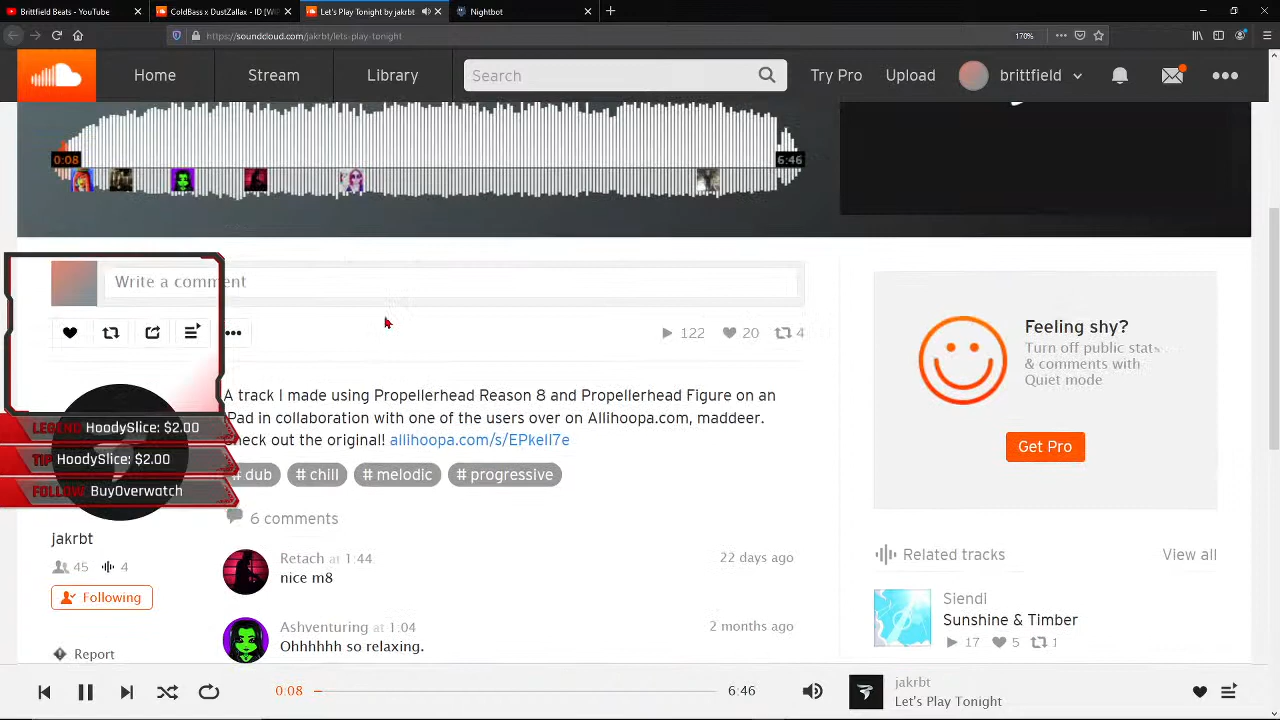 Brittfield Beats - YouTube
ColdBass x DustZallax - ID [WIP
Let's Play Tonight by jakrbt
Nightbot
https://soundcloud.com/jakrbt/lets-play-tonight
170%
Home
Stream
Library
Search
Try Pro
Upload
brittfield
0:08
6:46
Write a comment
122
20
4
Feeling shy?
Turn off public stats
& comments with
Quiet mode
Get Pro
A track I made using Propellerhead Reason 8 and Propellerhead Figure on an
iPad in collaboration with one of the users over on Allihoopa.com, maddeer.
Check out the original! allihoopa.com/s/EPkell7e
# dub
# chill
# melodic
# progressive
LEGEND HoodySlice: $2.00
TIP HoodySlice: $2.00
FOLLOW BuyOverwatch
6 comments
jakrbt
45
4
Following
Report
Retach at 1:44
22 days ago
nice m8
Ashventuring at 1:04
2 months ago
Ohhhhhh so relaxing.
Related tracks
View all
Siendi
Sunshine & Timber
17
5
1
0:08
6:46
jakrbt
Let's Play Tonight